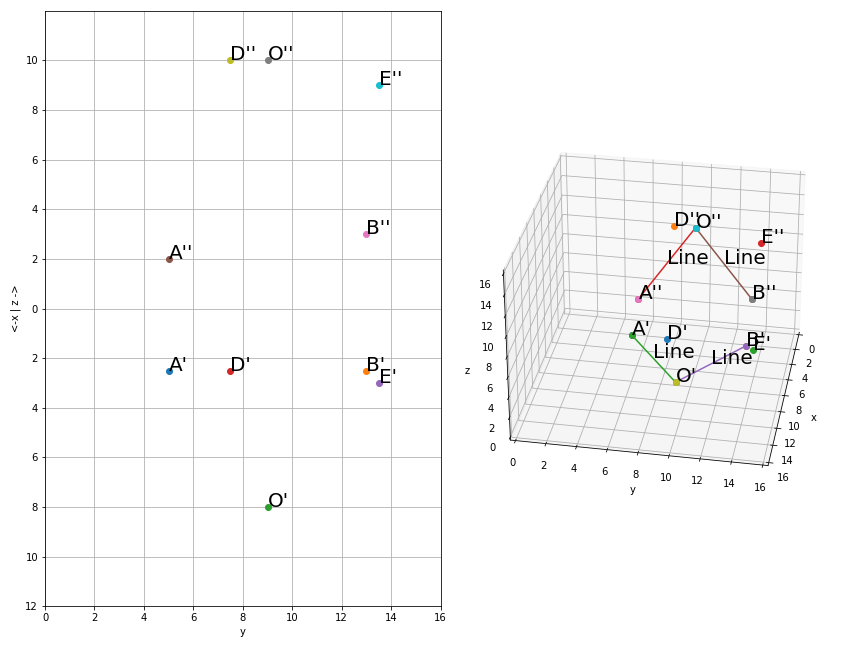 D'' O''
E''
B''
A''
A' D' B'
E'
O'
10
8
6
4
2
0
2
4
6
8
10
12
0 2 4 6 8 10 12 14 16
y
<-x | z ->
D'' O''
E''
Line Line
A'' B''
A' D' B'
E'
Line Line
O'
16
14
12
10
8
6
4
2
0
z
0 2 4 6 8 10 12 14 16
y
0
2
4
6
8
10
12
14
16
x